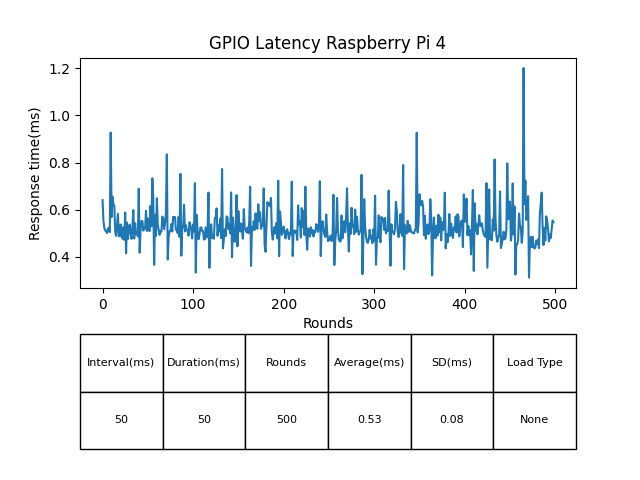 GPIO Latency Raspberry Pi 4
Response time(ms)
1.2
1.0
0.8
0.6
0.4
0 100 200 300 400 500
Rounds
Interval(ms) Duration(ms) Rounds Average(ms) SD(ms) Load Type
50 50 500 0.53 0.08 None